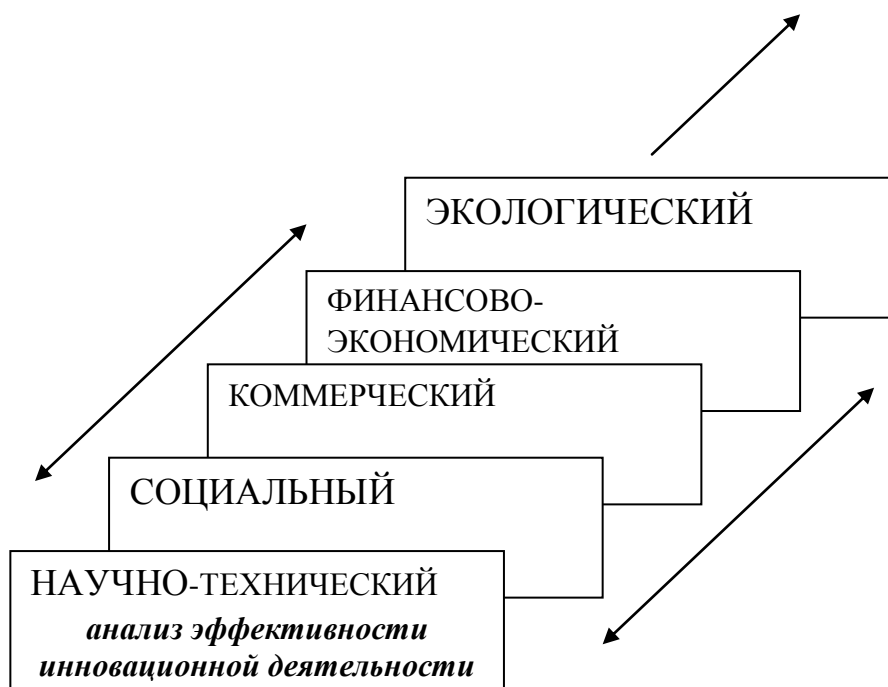 ЭКОЛОГИЧЕСКИЙ
ФИНАНСОВО-
ЭКОНОМИЧЕСКИЙ
КОММЕРЧЕСКИЙ
СОЦИАЛЬНЫЙ
НАУЧНО-ТЕХНИЧЕСКИЙ
анализ эффективности
инновационной деятельности